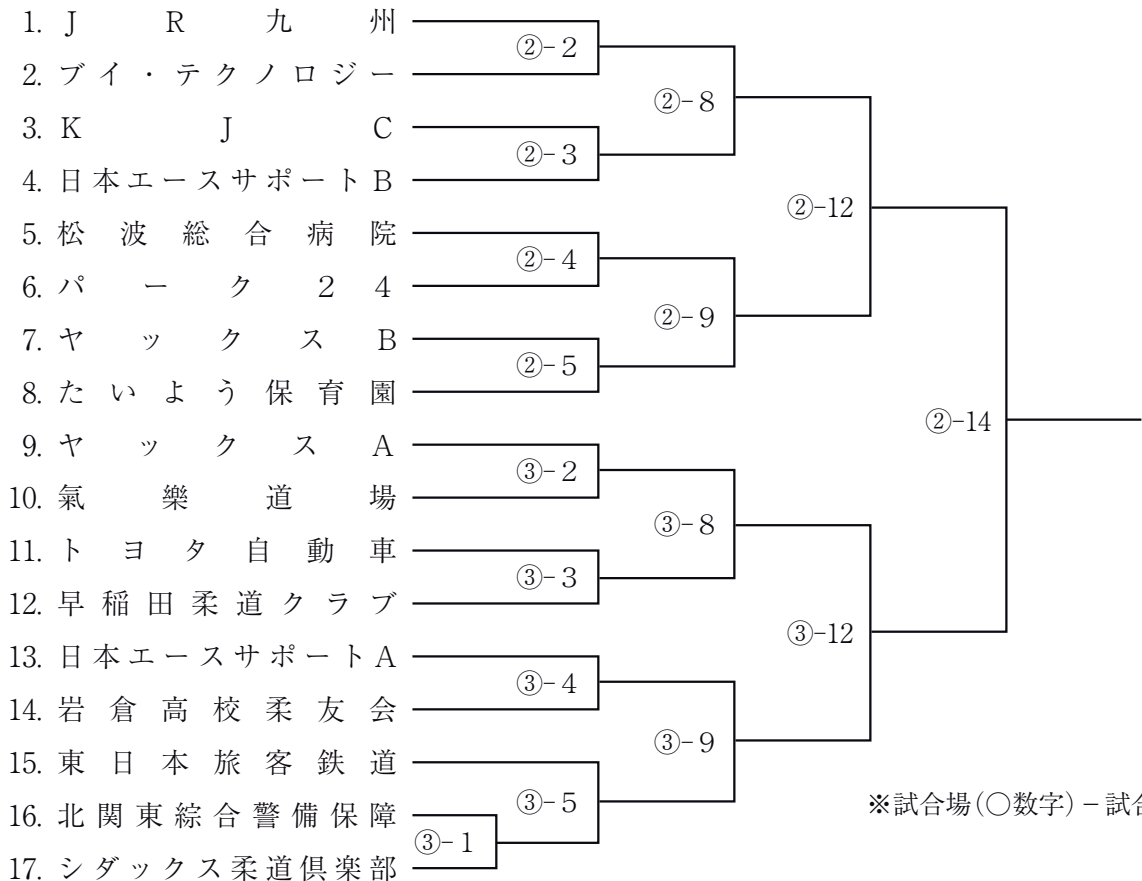 1. JR九州
2. ブイ・テクノロジー
3. KJC
4. 日本エースサポートB
5. 松波総合病院
6. パーク24
7. ヤックスB
8. たいよう保育園
9. ヤックスA
10. 氣樂道場
11. トヨタ自動車
12. 早稲田柔道クラブ
13. 日本エースサポートA
14. 岩倉高校柔友会
15. 東日本旅客鉄道
16. 北関東綜合警備保障
17. シダックス柔道倶楽部
②-2
②-3
②-4
②-5
③-2
③-3
③-4
③-5
③-1
②-8
②-9
③-8
③-9
②-12
③-12
②-14
※試合場(○数字)－試合